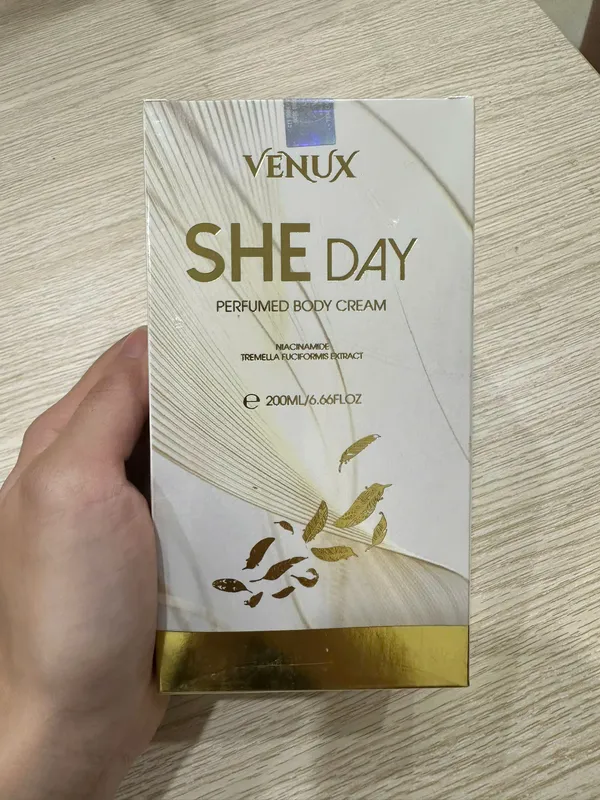 VENUX
SHE DAY
PERFUMED BODY CREAM
NIACINAMIDE
TREMELLA FUCIFORMIS EXTRACT
℮ 200ML/6.66FLOZ